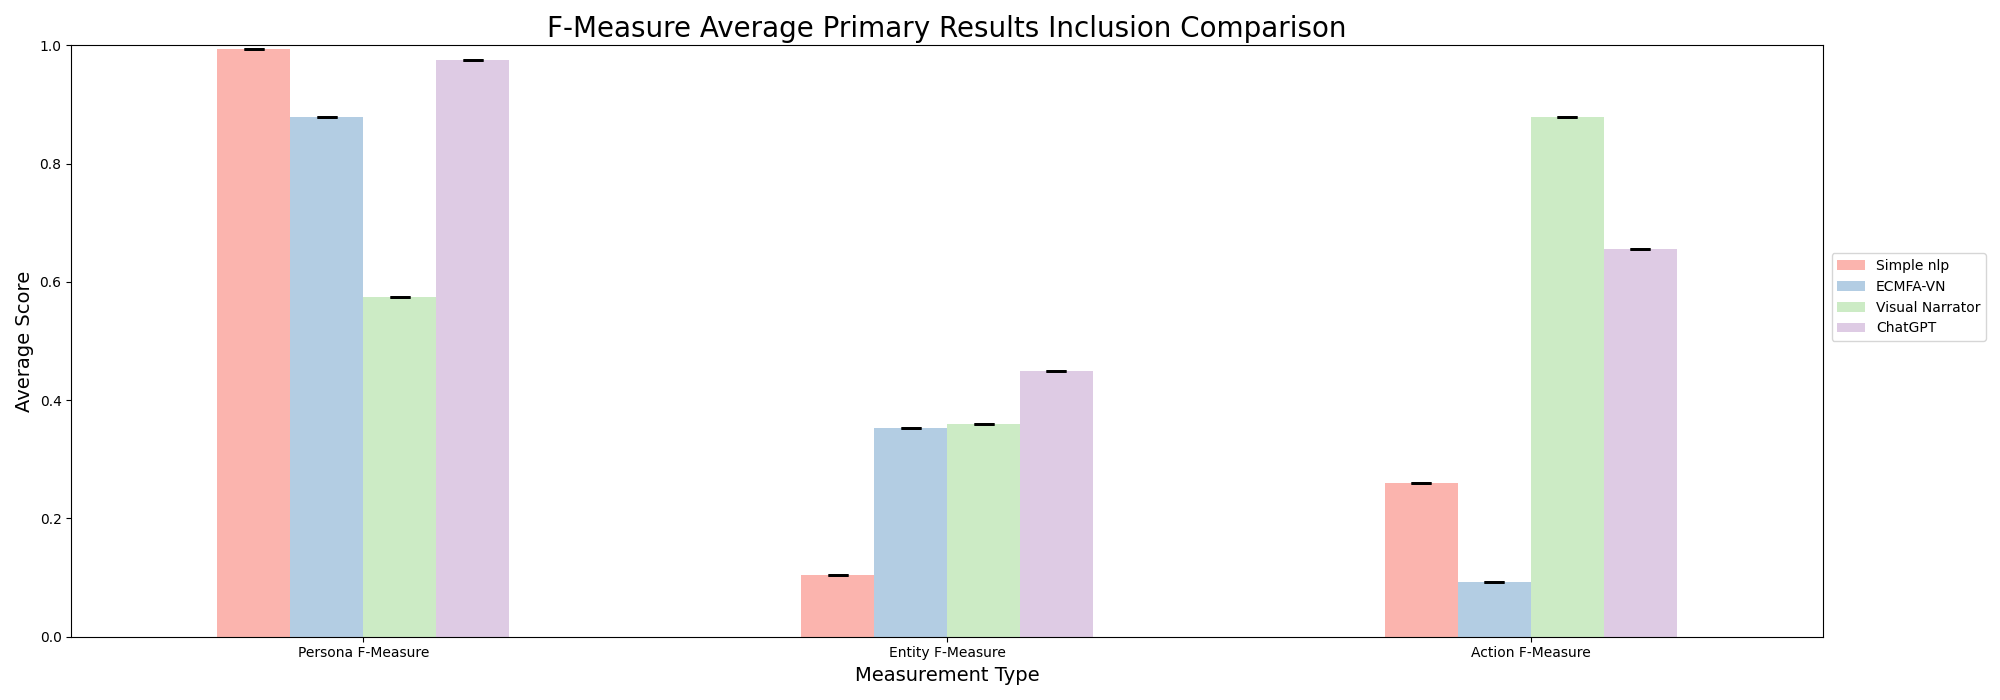 F-Measure Average Primary Results Inclusion Comparison
Average Score
1.0
0.8
0.6
0.4
0.2
0.0
Persona F-Measure
Entity F-Measure
Action F-Measure
Measurement Type
Simple nlp
ECMFA-VN
Visual Narrator
ChatGPT